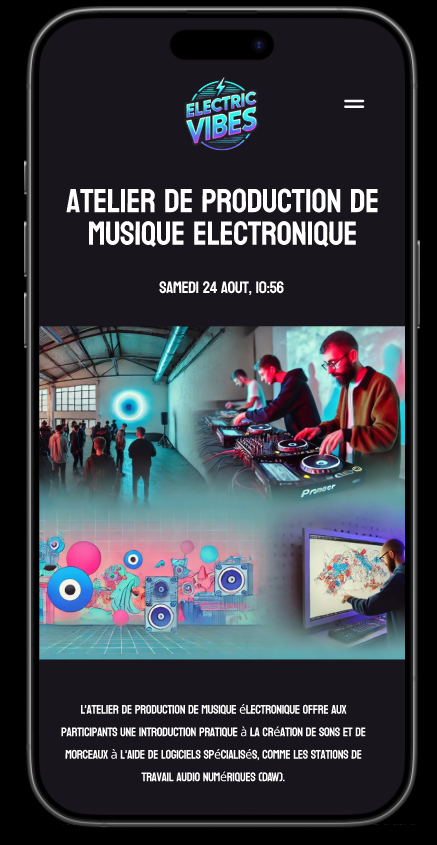 ELECTRIC
VIBES
ATELIER DE PRODUCTION DE
MUSIQUE ELECTRONIQUE
SAMEDI 24 AOUT, 10:56
Pioneer
L'ATELIER DE PRODUCTION DE MUSIQUE éLECTRONIQUE OFFRE AUX
PARTICIPANTS UNE INTRODUCTION PRATIQUE à LA CRéATION DE SONS ET DE
MORCEAUX à L'AIDE DE LOGICIELS SPéCIALISéS, COMME LES STATIONS DE
TRAVAIL AUDIO NUMéRIQUES (DAW).